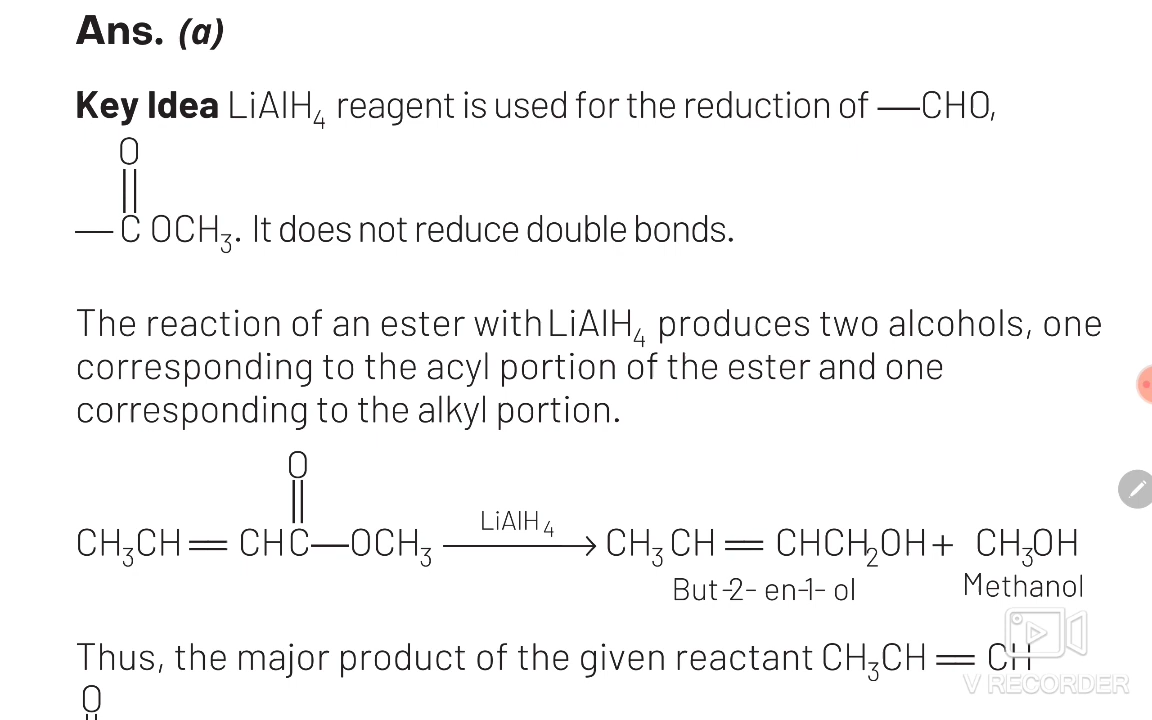 Ans. (a)
Key Idea LiAlH₄ reagent is used for the reduction of —CHO,
O
||
—C OCH₃. It does not reduce double bonds.
The reaction of an ester with LiAlH₄ produces two alcohols, one
corresponding to the acyl portion of the ester and one
corresponding to the alkyl portion.
O
||
CH₃CH═CHC—OCH₃ LiAlH₄ → CH₃CH═CHCH₂OH + CH₃OH
But-2-en-1-ol Methanol
Thus, the major product of the given reactant CH₃CH═CH
V RECORDER
O